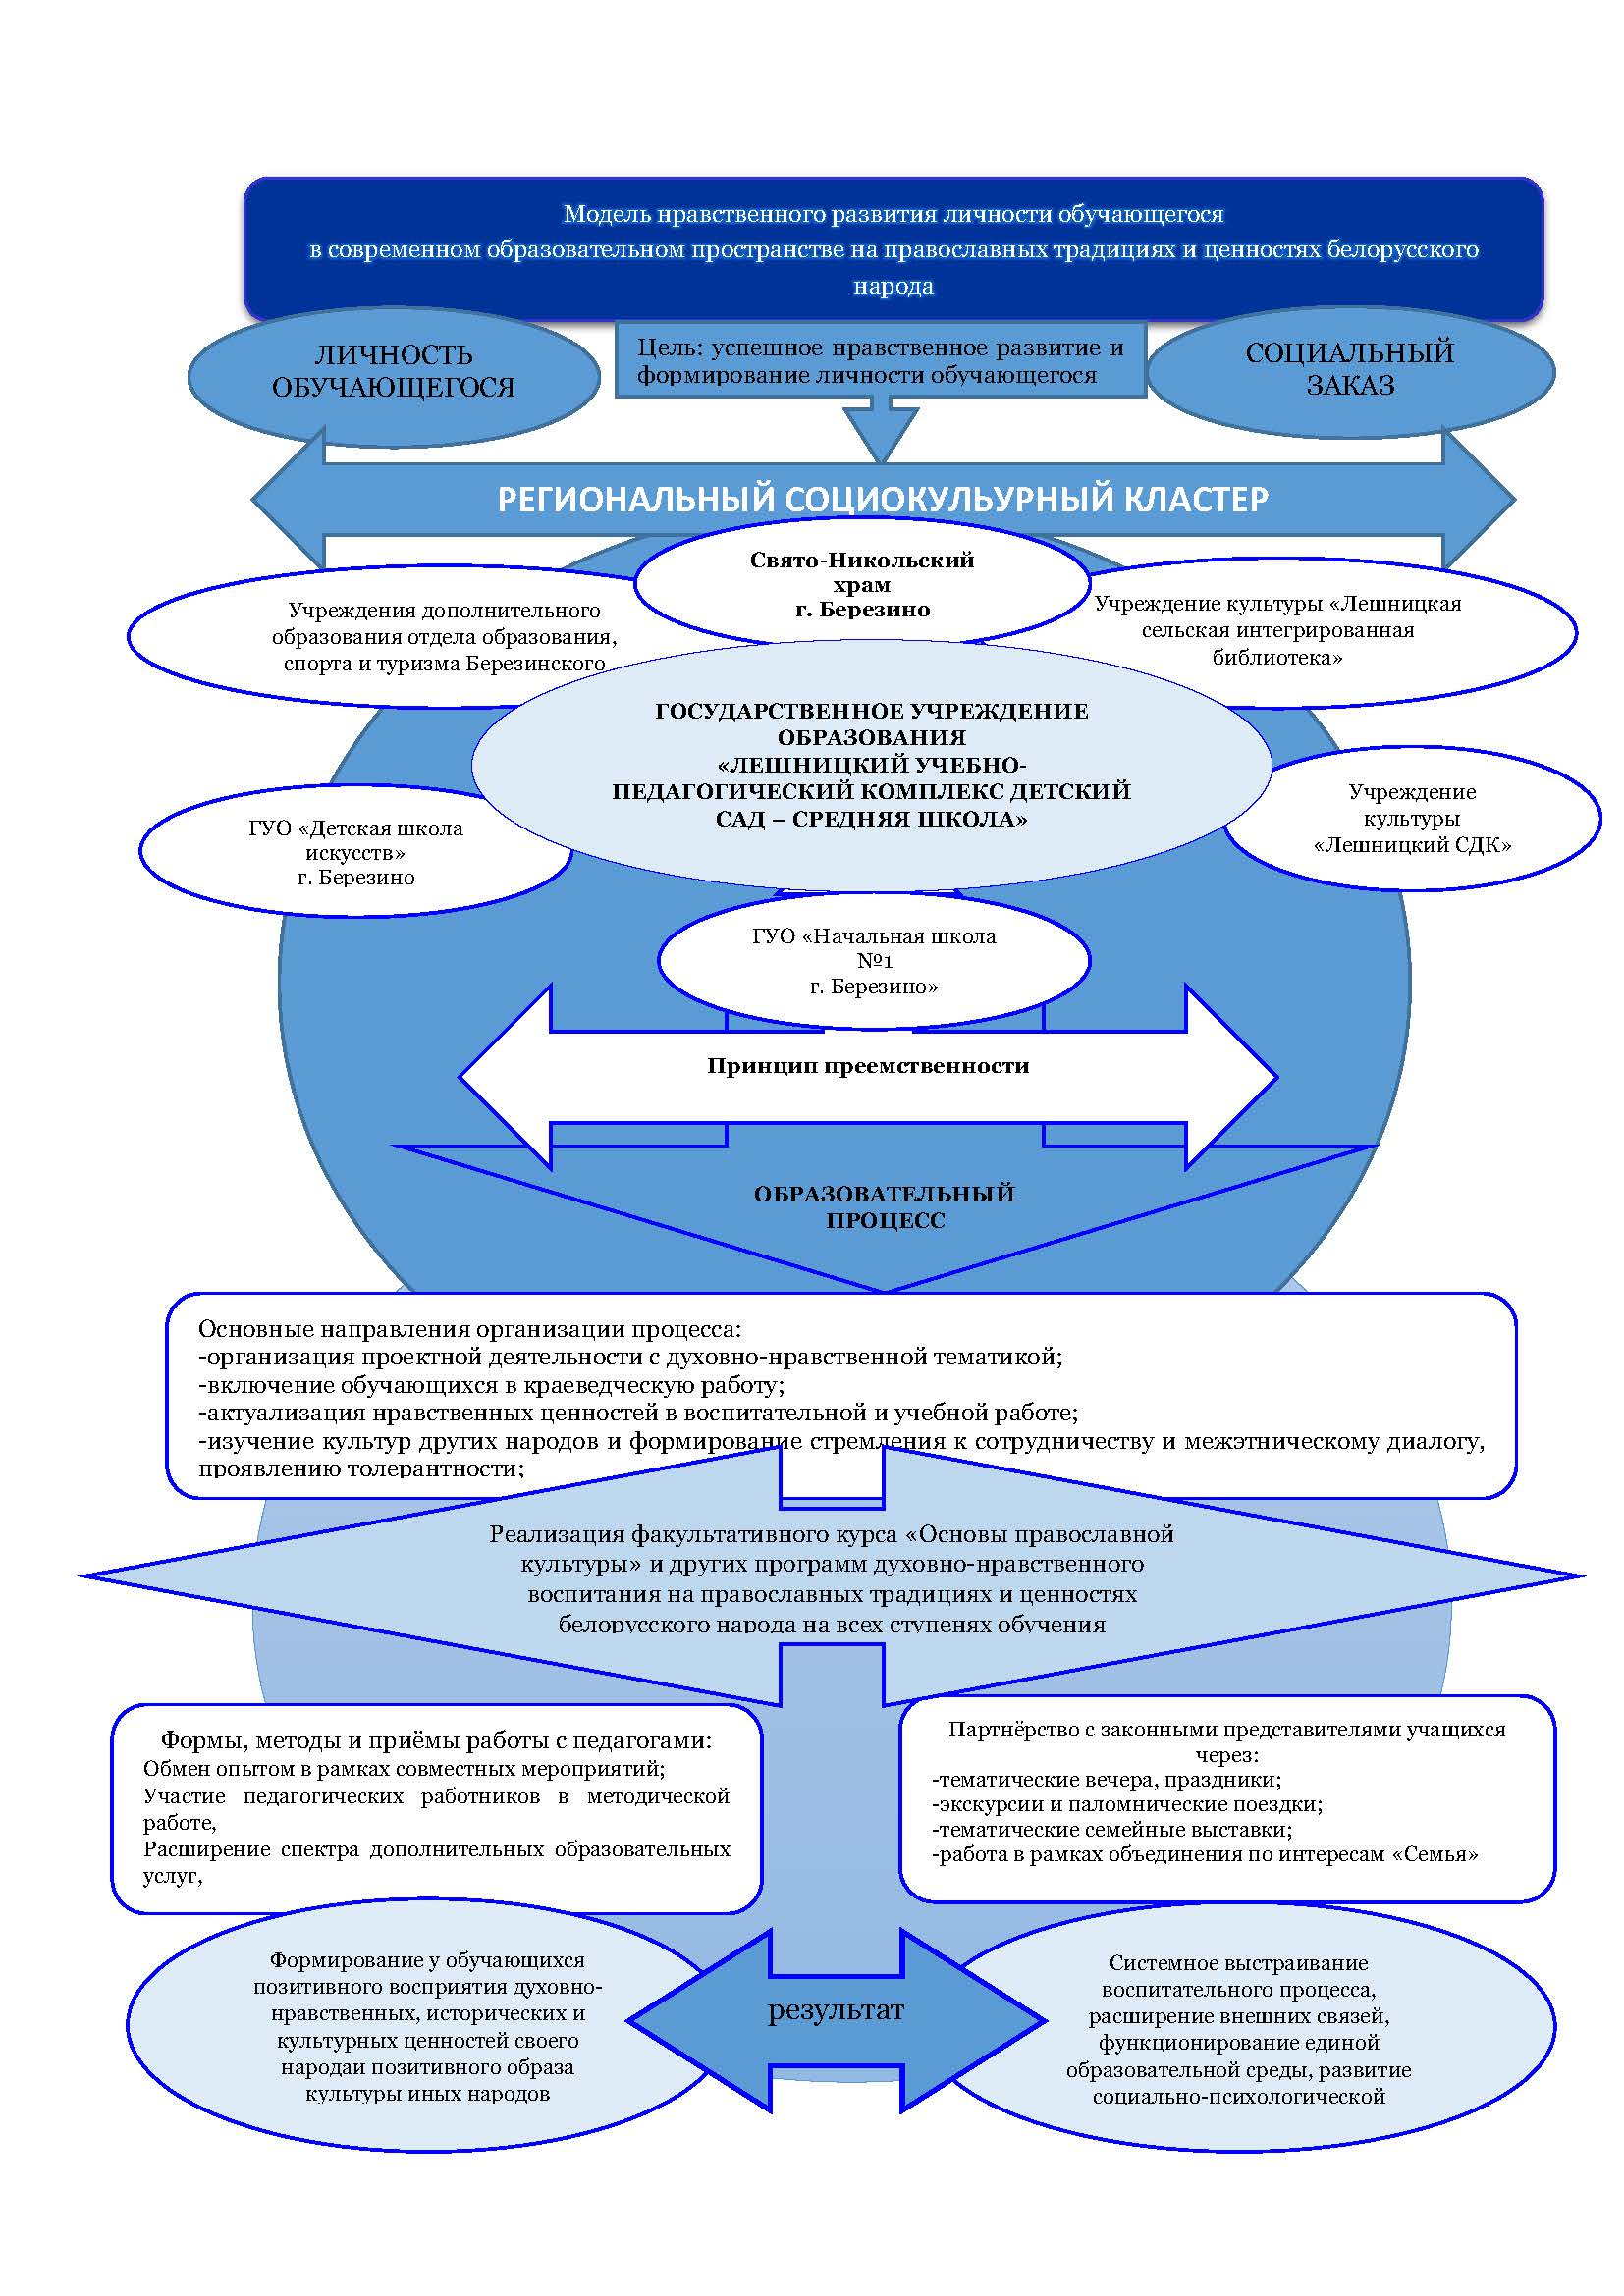 Модель нравственного развития личности обучающегося
в современном образовательном пространстве на православных традициях и ценностях белорусского
народа
ЛИЧНОСТЬ
ОБУЧАЮЩЕГОСЯ
Цель: успешное нравственное развитие и
формирование личности обучающегося
СОЦИАЛЬНЫЙ
ЗАКАЗ
РЕГИОНАЛЬНЫЙ СОЦИОКУЛЬУРНЫЙ КЛАСТЕР
Свято-Никольский
храм
г. Березино
Учреждения дополнительного
образования отдела образования,
спорта и туризма Березинского
Учреждение культуры «Лешницкая
сельская интегрированная
библиотека»
ГОСУДАРСТВЕННОЕ УЧРЕЖДЕНИЕ
ОБРАЗОВАНИЯ
«ЛЕШНИЦКИЙ УЧЕБНО-
ПЕДАГОГИЧЕСКИЙ КОМПЛЕКС ДЕТСКИЙ
САД – СРЕДНЯЯ ШКОЛА»
ГУО «Детская школа
искусств»
г. Березино
Учреждение
культуры
«Лешницкий СДК»
ГУО «Начальная школа
№1
г. Березино»
Принцип преемственности
ОБРАЗОВАТЕЛЬНЫЙ
ПРОЦЕСС
Основные направления организации процесса:
-организация проектной деятельности с духовно-нравственной тематикой;
-включение обучающихся в краеведческую работу;
-актуализация нравственных ценностей в воспитательной и учебной работе;
-изучение культур других народов и формирование стремления к сотрудничеству и межэтническому диалогу,
проявлению толерантности;
Реализация факультативного курса «Основы православной
культуры» и других программ духовно-нравственного
воспитания на православных традициях и ценностях
белорусского народа на всех ступенях обучения
Формы, методы и приёмы работы с педагогами:
Обмен опытом в рамках совместных мероприятий;
Участие педагогических работников в методической
работе,
Расширение спектра дополнительных образовательных
услуг,
Партнёрство с законными представителями учащихся
через:
-тематические вечера, праздники;
-экскурсии и паломнические поездки;
-тематические семейные выставки;
-работа в рамках объединения по интересам «Семья»
Формирование у обучающихся
позитивного восприятия духовно-
нравственных, исторических и
культурных ценностей своего
народаи позитивного образа
культуры иных народов
результат
Системное выстраивание
воспитательного процесса,
расширение внешних связей,
функционирование единой
образовательной среды, развитие
социально-психологической